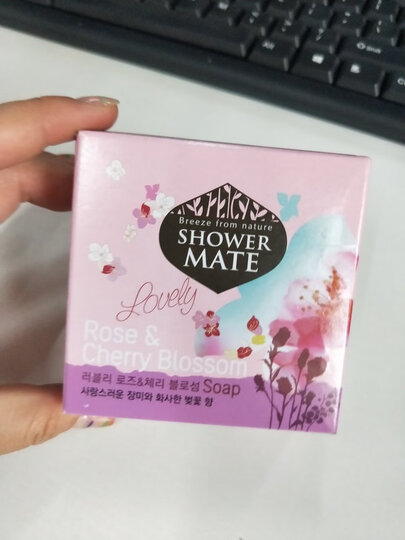 Breeze from nature
SHOWER
MATE
Lovely
Rose &
Cherry Blossom
러블리 로즈&체리 블로섬 Soap
사랑스러운 장미와 화사한 벚꽃 향